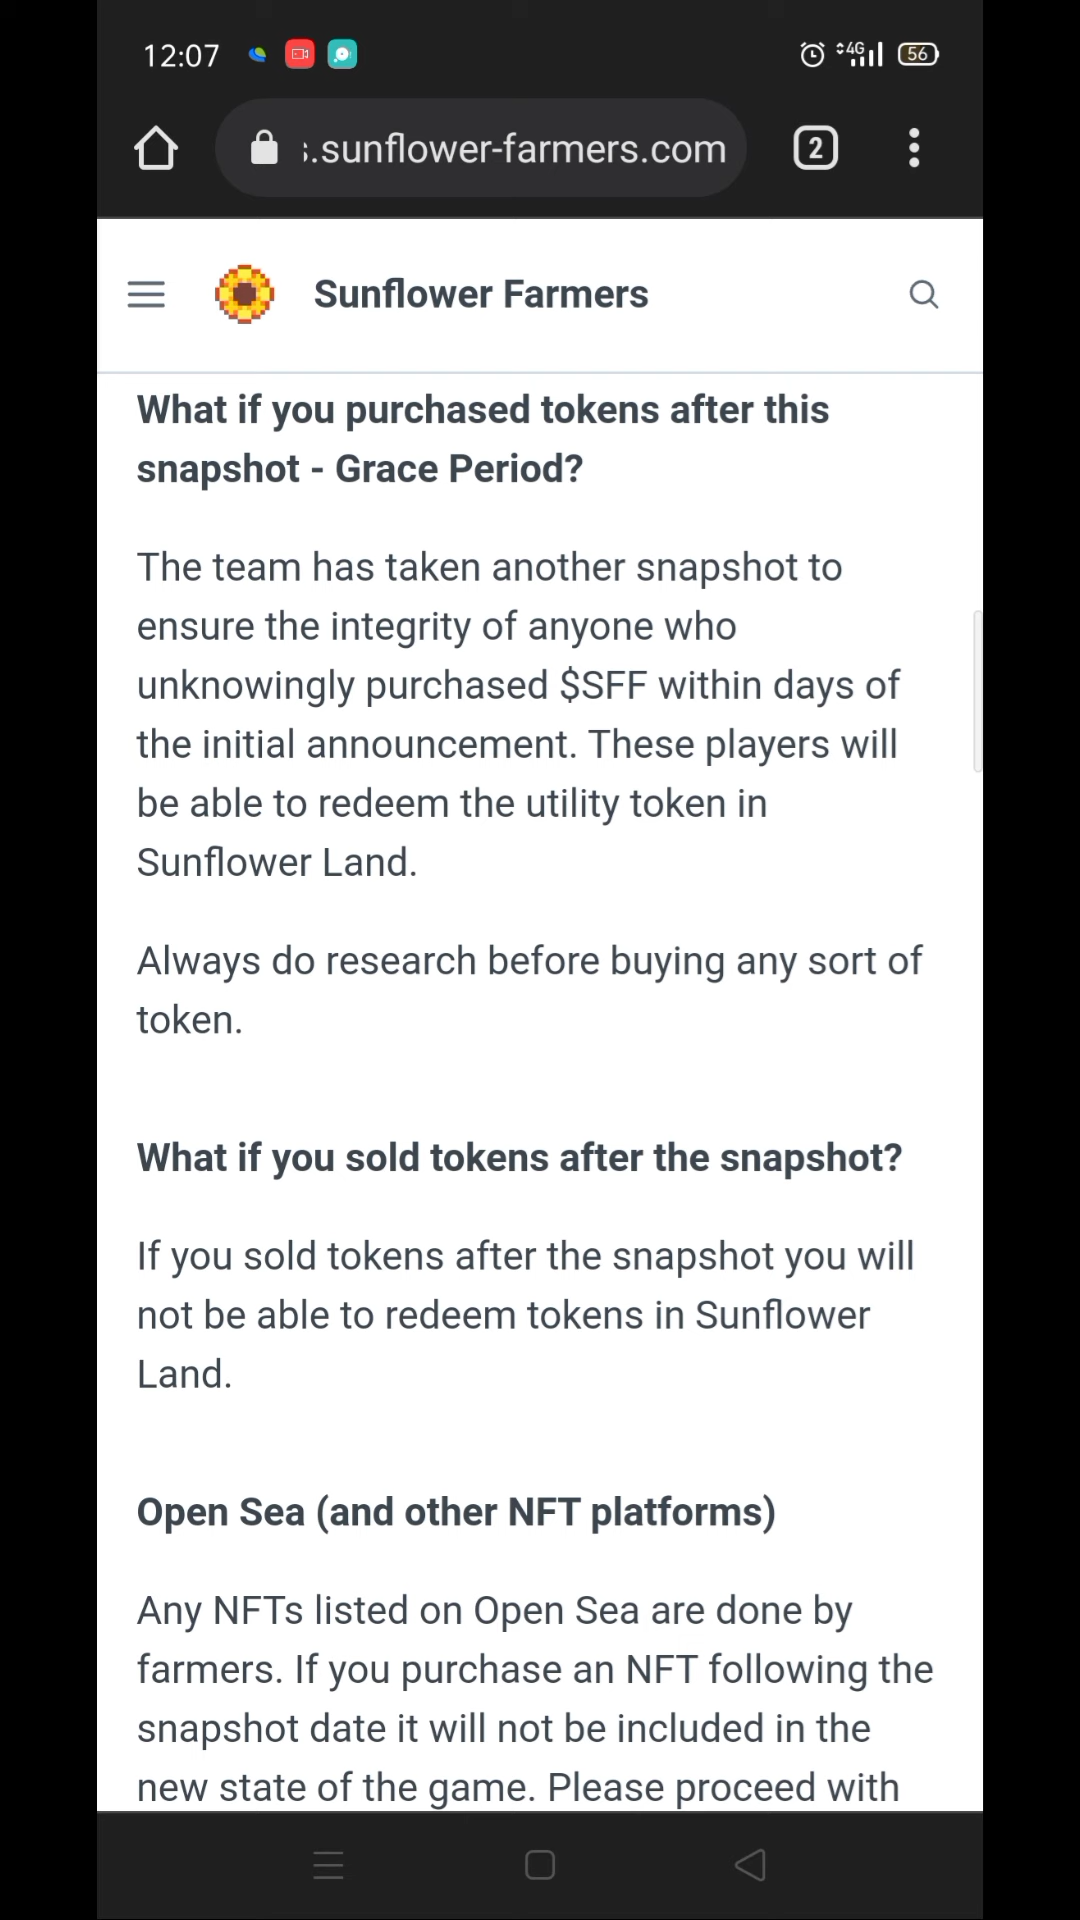 12:07
4G
56
.sunflower-farmers.com
2
Sunflower Farmers
What if you purchased tokens after this
snapshot - Grace Period?
The team has taken another snapshot to
ensure the integrity of anyone who
unknowingly purchased $SFF within days of
the initial announcement. These players will
be able to redeem the utility token in
Sunflower Land.
Always do research before buying any sort of
token.
What if you sold tokens after the snapshot?
If you sold tokens after the snapshot you will
not be able to redeem tokens in Sunflower
Land.
Open Sea (and other NFT platforms)
Any NFTs listed on Open Sea are done by
farmers. If you purchase an NFT following the
snapshot date it will not be included in the
new state of the game. Please proceed with